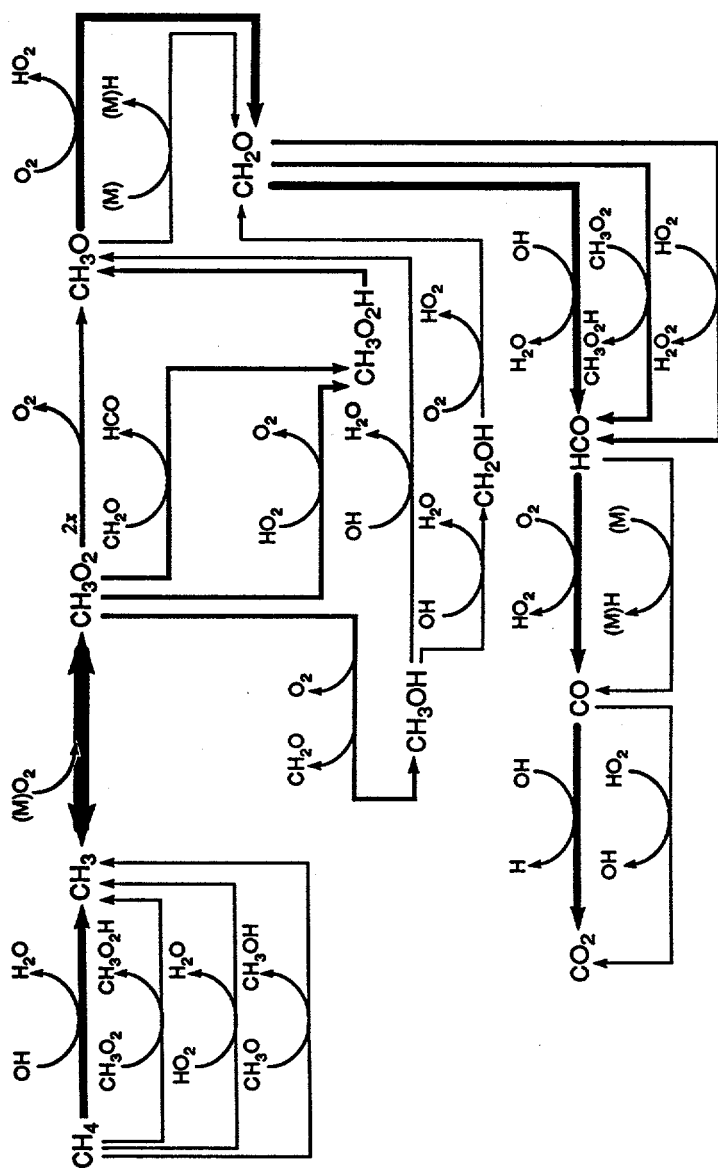 OH H₂O (M)O₂ O₂ O₂ HO₂
2x
CH₄ CH₃ CH₃O₂ CH₃O
CH₃O₂ CH₃O₂H CH₂O HCO (M) (M)H
HO₂ H₂O
CH₃O CH₃OH CH₂O
HO₂ O₂
CH₂O O₂
OH H₂O CH₃O₂H
CH₃OH
OH H₂O O₂ HO₂
CH₂OH
H OH HO₂ O₂ H₂O OH
CO₂ CO HCO
OH HO₂ (M)H (M) CH₃O₂H CH₃O₂
H₂O₂ HO₂